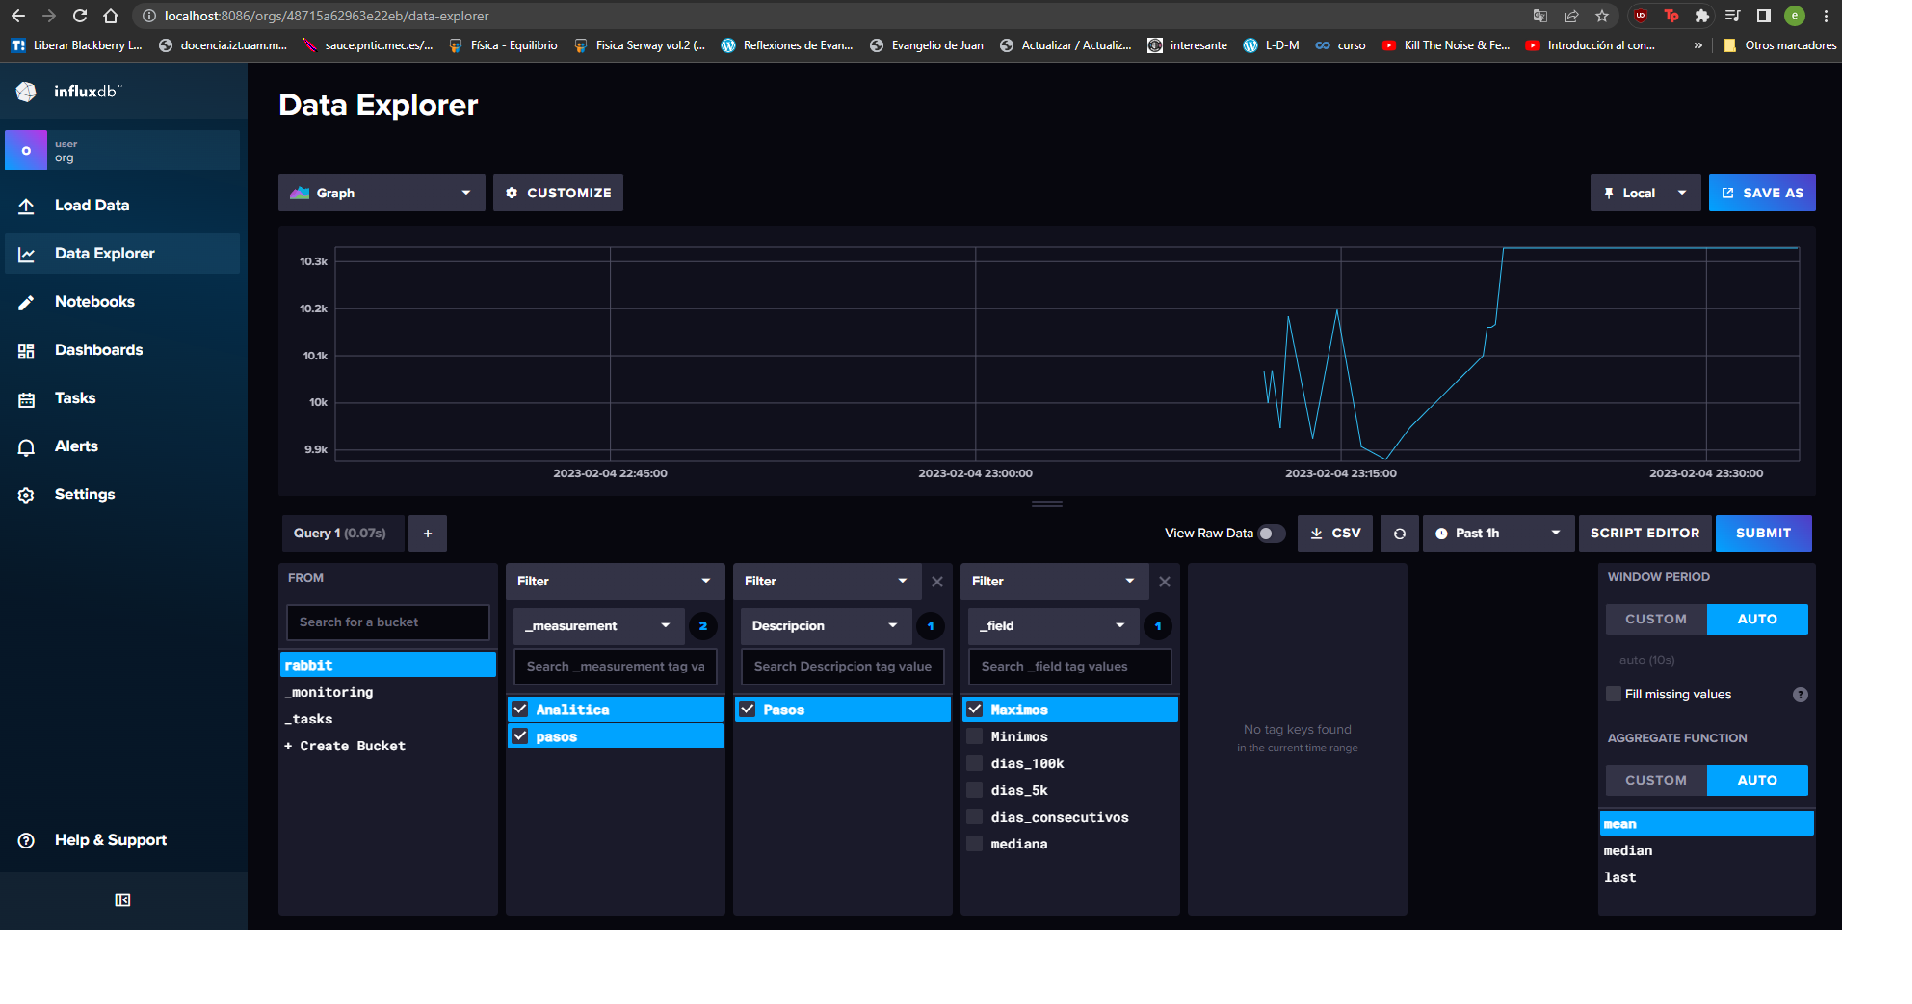 localhost:8086/orgs/48715a62963e22eb/data-explorer
Liberar Blackberry L... docencia.izt.uam.m... sauce.pntic.mec.es/... Física - Equilibrio Fisica Serway vol.2 (... Reflexiones de Evan... Evangelio de Juan Actualizar / Actualiz... interesante L-D-M curso Kill The Noise & Fe... Introducción al con... » Otros marcadores
influxdb™
Data Explorer
user
org
Load Data
Data Explorer
Notebooks
Dashboards
Tasks
Alerts
Settings
Help & Support
Graph CUSTOMIZE Local SAVE AS
10.3k
10.2k
10.1k
10k
9.9k
2023-02-04 22:45:00 2023-02-04 23:00:00 2023-02-04 23:15:00 2023-02-04 23:30:00
Query 1 (0.07s) + View Raw Data CSV Past 1h SCRIPT EDITOR SUBMIT
FROM
Search for a bucket
rabbit
_monitoring
_tasks
+ Create Bucket
Filter
_measurement 2
Search _measurement tag va
Analitica
pasos
Filter
Descripcion 1
Search Descripcion tag value
Pasos
Filter
_field 1
Search _field tag values
Maximos
Minimos
dias_100k
dias_5k
dias_consecutivos
mediana
No tag keys found
in the current time range
WINDOW PERIOD
CUSTOM AUTO
auto (10s)
Fill missing values ?
AGGREGATE FUNCTION
CUSTOM AUTO
mean
median
last